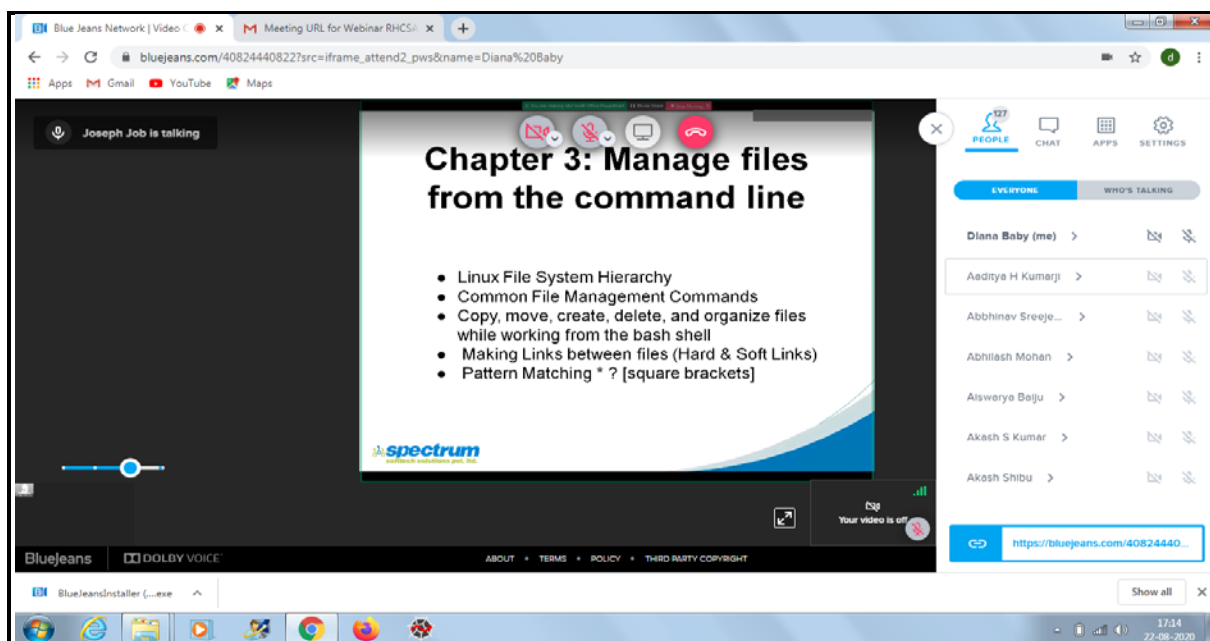 Blue Jeans Network | Video C
Meeting URL for Webinar RHCSA
bluejeans.com/40824440822?src=iframe_attend2_pws&name=Diana%20Baby
d
Apps
Gmail
YouTube
Maps
Joseph Job is talking
Chapter 3: Manage files
from the command line
● Linux File System Hierarchy
● Common File Management Commands
● Copy, move, create, delete, and organize files
while working from the bash shell
● Making Links between files (Hard & Soft Links)
● Pattern Matching * ? [square brackets]
spectrum
softtech solutions pvt. ltd.
Your video is off
127
PEOPLE
CHAT
APPS
SETTINGS
EVERYONE
WHO'S TALKING
Diana Baby (me)
Aaditya H Kumarji
Abbhinav Sreeje...
Abhilash Mohan
Aiswarya Baiju
Akash S Kumar
Akash Shibu
https://bluejeans.com/40824440...
BlueJeans
DOLBY VOICE
ABOUT • TERMS • POLICY • THIRD PARTY COPYRIGHT
BlueJeansInstaller (....exe
Show all
17:14
22-08-2020